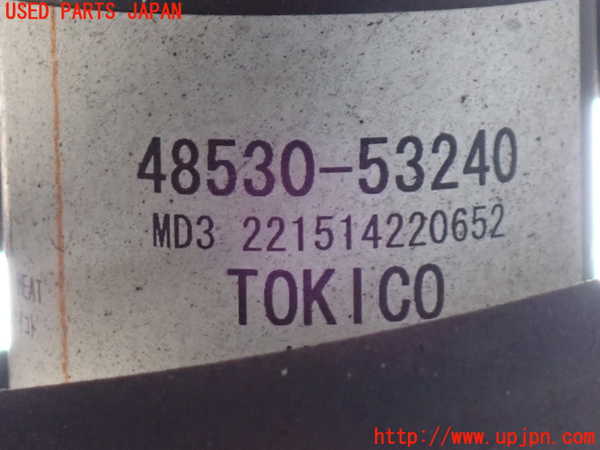 USED PARTS JAPAN
48530-53240
MD3 221514220652
TOKICO
http://www.upjpn.com/